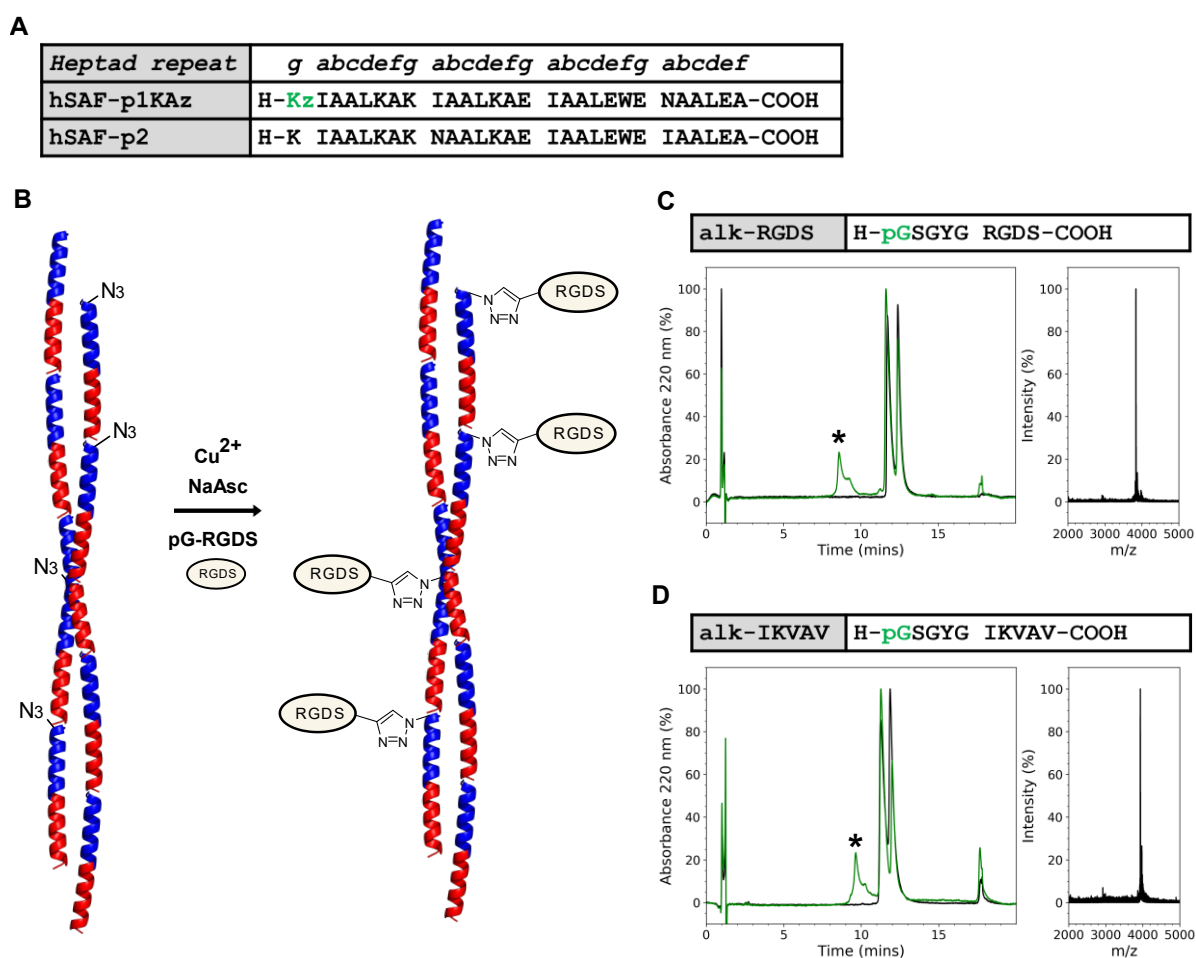 A
Heptad repeat g abcdefg abcdefg abcdefg abcdef
hSAF-p1KAz H-KzIAALKAK IAALKAE IAALEWE NAALEA-COOH
hSAF-p2 H-K IAALKAK NAALKAE IAALEWE IAALEA-COOH
B
N3
N3
N3
N3
Cu2+
NaAsc
pG-RGDS
RGDS
RGDS
N
N=N
RGDS
N
N=N
RGDS
N
N=N
RGDS
N
N=N
C
alk-RGDS H-pGSGYG RGDS-COOH
Absorbance 220 nm (%)
100
80
60
40
20
0
*
0 5 10 15
Time (mins)
Intensity (%)
100
80
60
40
20
0
2000 3000 4000 5000
m/z
D
alk-IKVAV H-pGSGYG IKVAV-COOH
Absorbance 220 nm (%)
100
80
60
40
20
0
*
0 5 10 15
Time (mins)
Intensity (%)
100
80
60
40
20
0
2000 3000 4000 5000
m/z